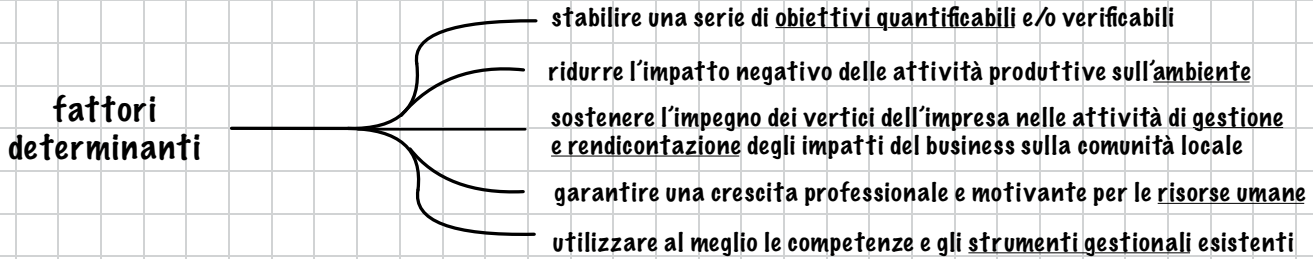 fattori
determinanti
stabilire una serie di obiettivi quantificabili e/o verificabili
ridurre l'impatto negativo delle attività produttive sull'ambiente
sostenere l'impegno dei vertici dell'impresa nelle attività di gestione
e rendicontazione degli impatti del business sulla comunità locale
garantire una crescita professionale e motivante per le risorse umane
utilizzare al meglio le competenze e gli strumenti gestionali esistenti